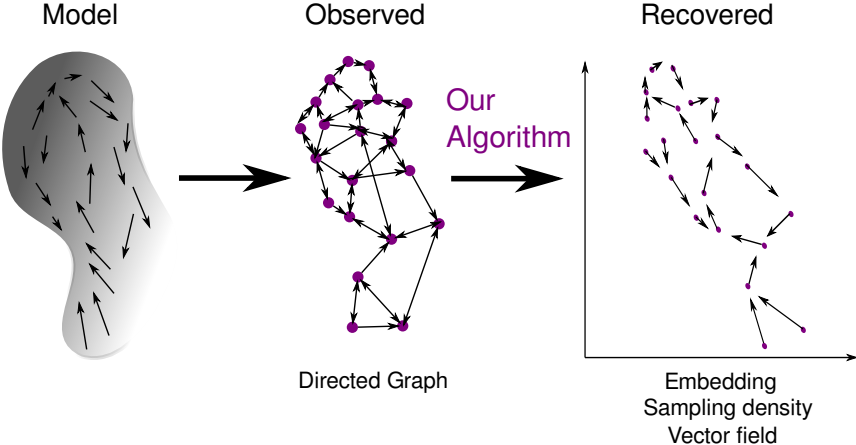 Model
Observed
Recovered
Our
Algorithm
Directed Graph
Embedding
Sampling density
Vector field